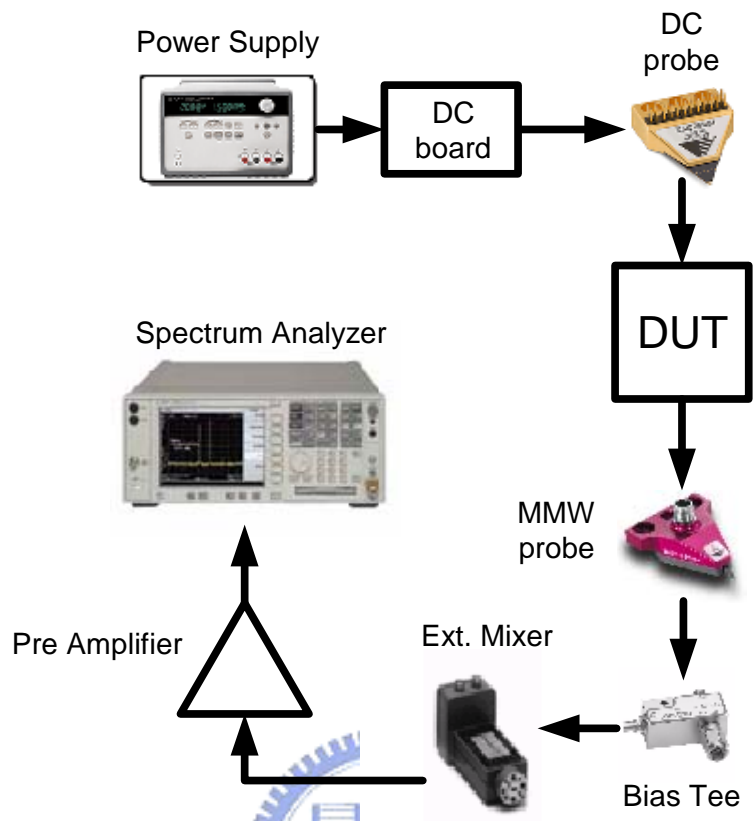 Power Supply
DC
probe
DC
board
DUT
Spectrum Analyzer
MMW
probe
Pre Amplifier
Ext. Mixer
Bias Tee